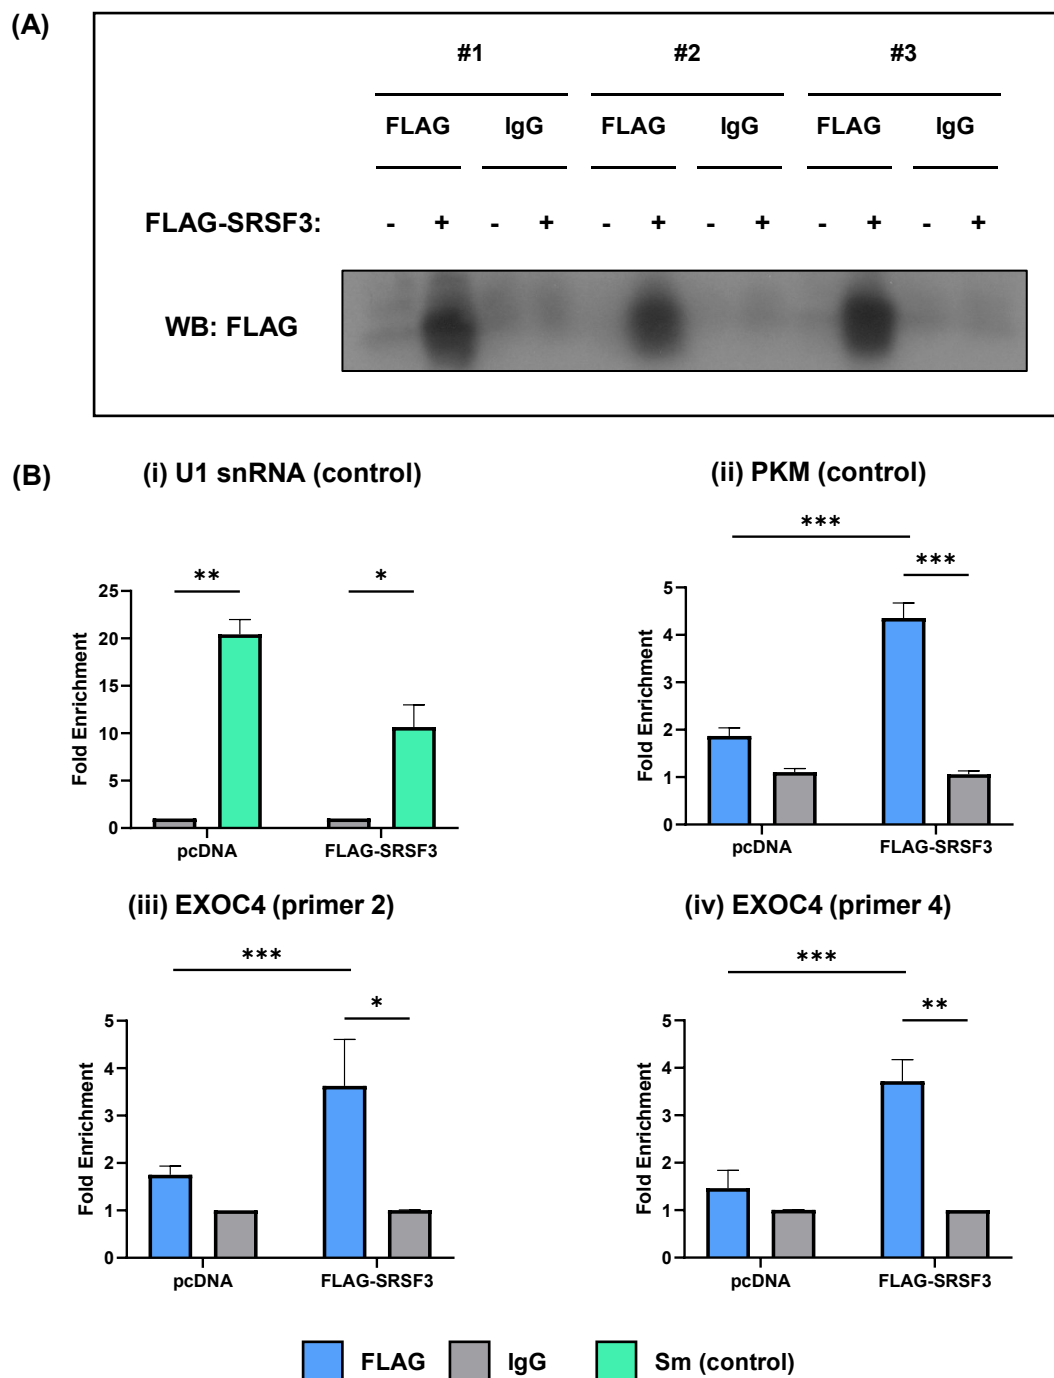 (A)
#1 #2 #3
FLAG IgG FLAG IgG FLAG IgG
FLAG-SRSF3: - + - + - + - + - + - +
WB: FLAG
(B)
(i) U1 snRNA (control)
** *
Fold Enrichment
25
20
15
10
5
0
pcDNA FLAG-SRSF3
(ii) PKM (control)
***
***
Fold Enrichment
5
4
3
2
1
0
pcDNA FLAG-SRSF3
(iii) EXOC4 (primer 2)
***
*
Fold Enrichment
5
4
3
2
1
0
pcDNA FLAG-SRSF3
(iv) EXOC4 (primer 4)
***
**
Fold Enrichment
5
4
3
2
1
0
pcDNA FLAG-SRSF3
FLAG IgG Sm (control)